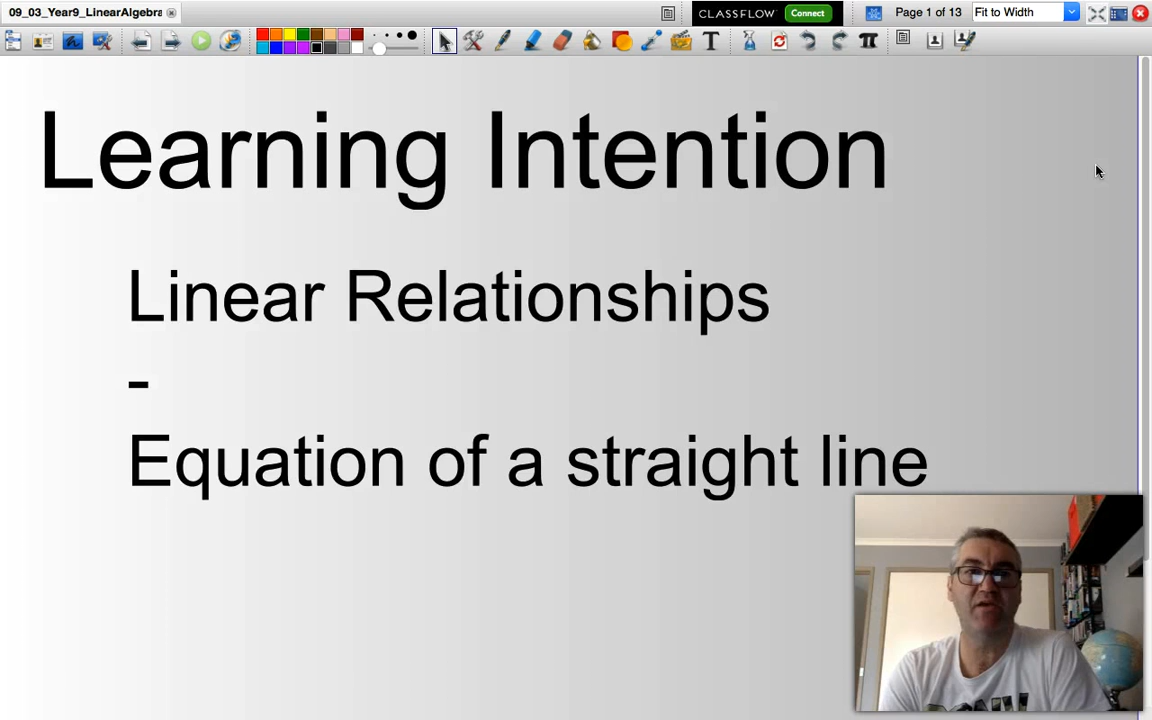 09_03_Year9_LinearAlgebra
CLASSFLOW Connect
Page 1 of 13
Fit to Width
Learning Intention
Linear Relationships
-
Equation of a straight line